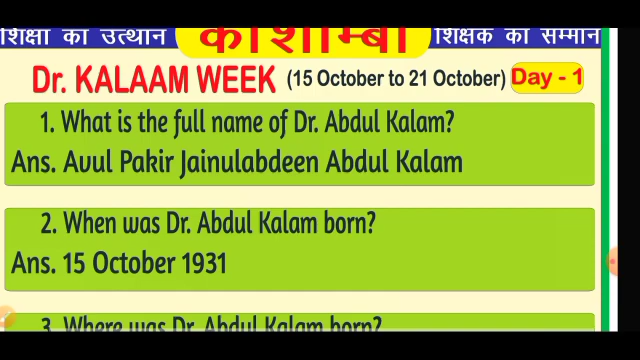 शिक्षा का उत्थान कौशाम्बी शिक्षक का सम्मान
Dr. KALAAM WEEK (15 October to 21 October) Day - 1
1. What is the full name of Dr. Abdul Kalam?
Ans. Avul Pakir Jainulabdeen Abdul Kalam
2. When was Dr. Abdul Kalam born?
Ans. 15 October 1931
3. Where was Dr. Abdul Kalam born?